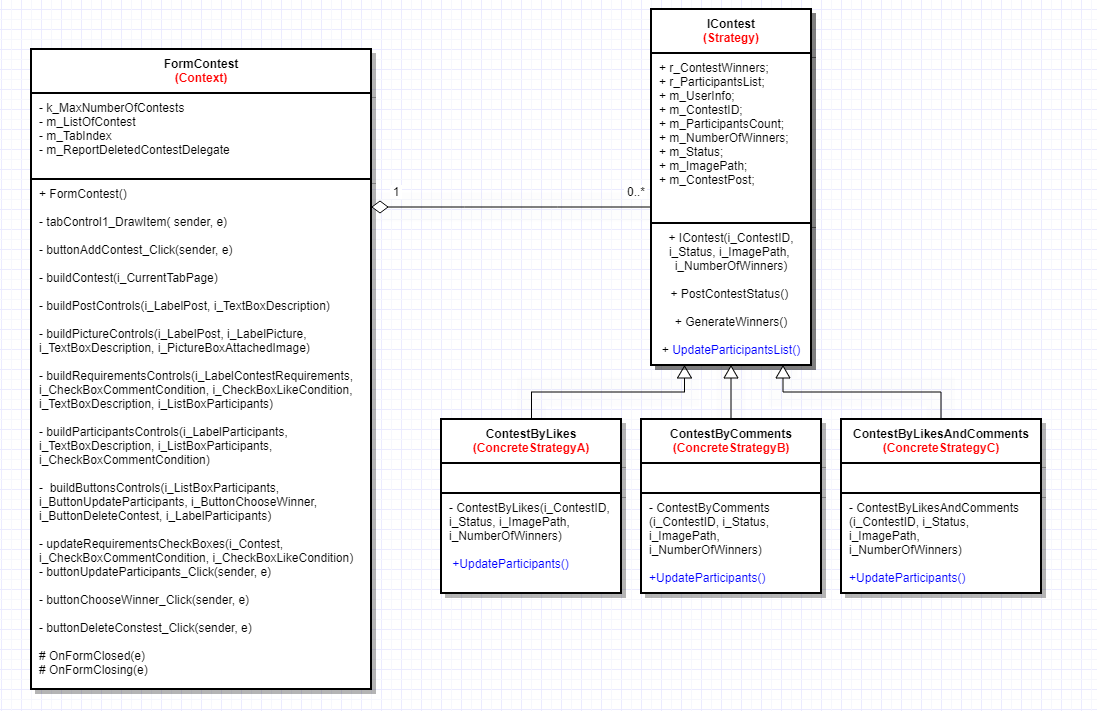 FormContest
(Context)
- k_MaxNumberOfContests
- m_ListOfContest
- m_TabIndex
- m_ReportDeletedContestDelegate
+ FormContest()
- tabControl1_DrawItem( sender, e)
- buttonAddContest_Click(sender, e)
- buildContest(i_CurrentTabPage)
- buildPostControls(i_LabelPost, i_TextBoxDescription)
- buildPictureControls(i_LabelPost, i_LabelPicture,
i_TextBoxDescription, i_PictureBoxAttachedImage)
- buildRequirementsControls(i_LabelContestRequirements,
i_CheckBoxCommentCondition, i_CheckBoxLikeCondition,
i_TextBoxDescription, i_ListBoxParticipants)
- buildParticipantsControls(i_LabelParticipants,
i_TextBoxDescription, i_ListBoxParticipants,
i_CheckBoxCommentCondition)
- buildButtonsControls(i_ListBoxParticipants,
i_ButtonUpdateParticipants, i_ButtonChooseWinner,
i_ButtonDeleteContest, i_LabelParticipants)
- updateRequirementsCheckBoxes(i_Contest,
i_CheckBoxCommentCondition, i_CheckBoxLikeCondition)
- buttonUpdateParticipants_Click(sender, e)
- buttonChooseWinner_Click(sender, e)
- buttonDeleteConstest_Click(sender, e)
# OnFormClosed(e)
# OnFormClosing(e)
1
0..*
IContest
(Strategy)
+ r_ContestWinners;
+ r_ParticipantsList;
+ m_UserInfo;
+ m_ContestID;
+ m_ParticipantsCount;
+ m_NumberOfWinners;
+ m_Status;
+ m_ImagePath;
+ m_ContestPost;
+ IContest(i_ContestID,
i_Status, i_ImagePath,
i_NumberOfWinners)
+ PostContestStatus()
+ GenerateWinners()
+ UpdateParticipantsList()
ContestByLikes
(ConcreteStrategyA)
- ContestByLikes(i_ContestID,
i_Status, i_ImagePath,
i_NumberOfWinners)
+UpdateParticipants()
ContestByComments
(ConcreteStrategyB)
- ContestByComments
(i_ContestID, i_Status,
i_ImagePath,
i_NumberOfWinners)
+UpdateParticipants()
ContestByLikesAndComments
(ConcreteStrategyC)
- ContestByLikesAndComments
(i_ContestID, i_Status,
i_ImagePath,
i_NumberOfWinners)
+UpdateParticipants()